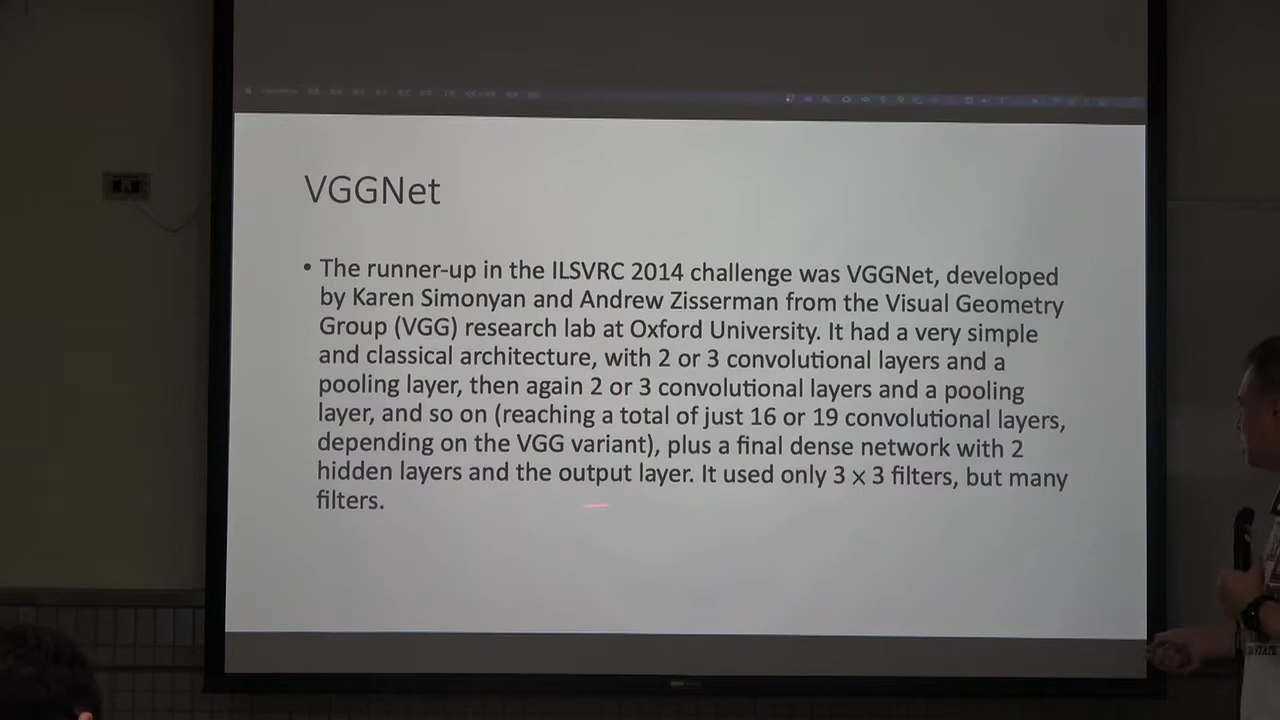 VGGNet
• The runner-up in the ILSVRC 2014 challenge was VGGNet, developed
by Karen Simonyan and Andrew Zisserman from the Visual Geometry
Group (VGG) research lab at Oxford University. It had a very simple
and classical architecture, with 2 or 3 convolutional layers and a
pooling layer, then again 2 or 3 convolutional layers and a pooling
layer, and so on (reaching a total of just 16 or 19 convolutional layers,
depending on the VGG variant), plus a final dense network with 2
hidden layers and the output layer. It used only 3 × 3 filters, but many
filters.
STATE